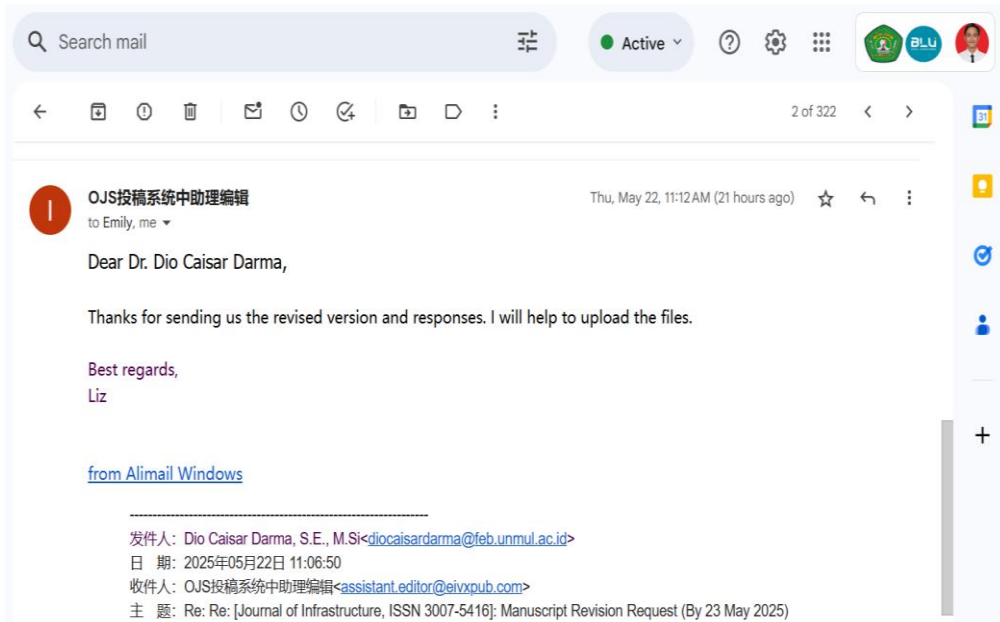 Search mail
Active
BLU
2 of 322
31
I
OJS投稿系统中助理编辑
Thu, May 22, 11:12 AM (21 hours ago)
to Emily, me
Dear Dr. Dio Caisar Darma,
Thanks for sending us the revised version and responses. I will help to upload the files.
Best regards,
Liz
from Alimail Windows
------------------------------------------------------------------
发件人：Dio Caisar Darma, S.E., M.Si<diocaisardarma@feb.unmul.ac.id>
日　期：2025年05月22日 11:06:50
收件人：OJS投稿系统中助理编辑<assistant.editor@eivxpub.com>
主　题：Re: Re: [Journal of Infrastructure, ISSN 3007-5416]: Manuscript Revision Request (By 23 May 2025)